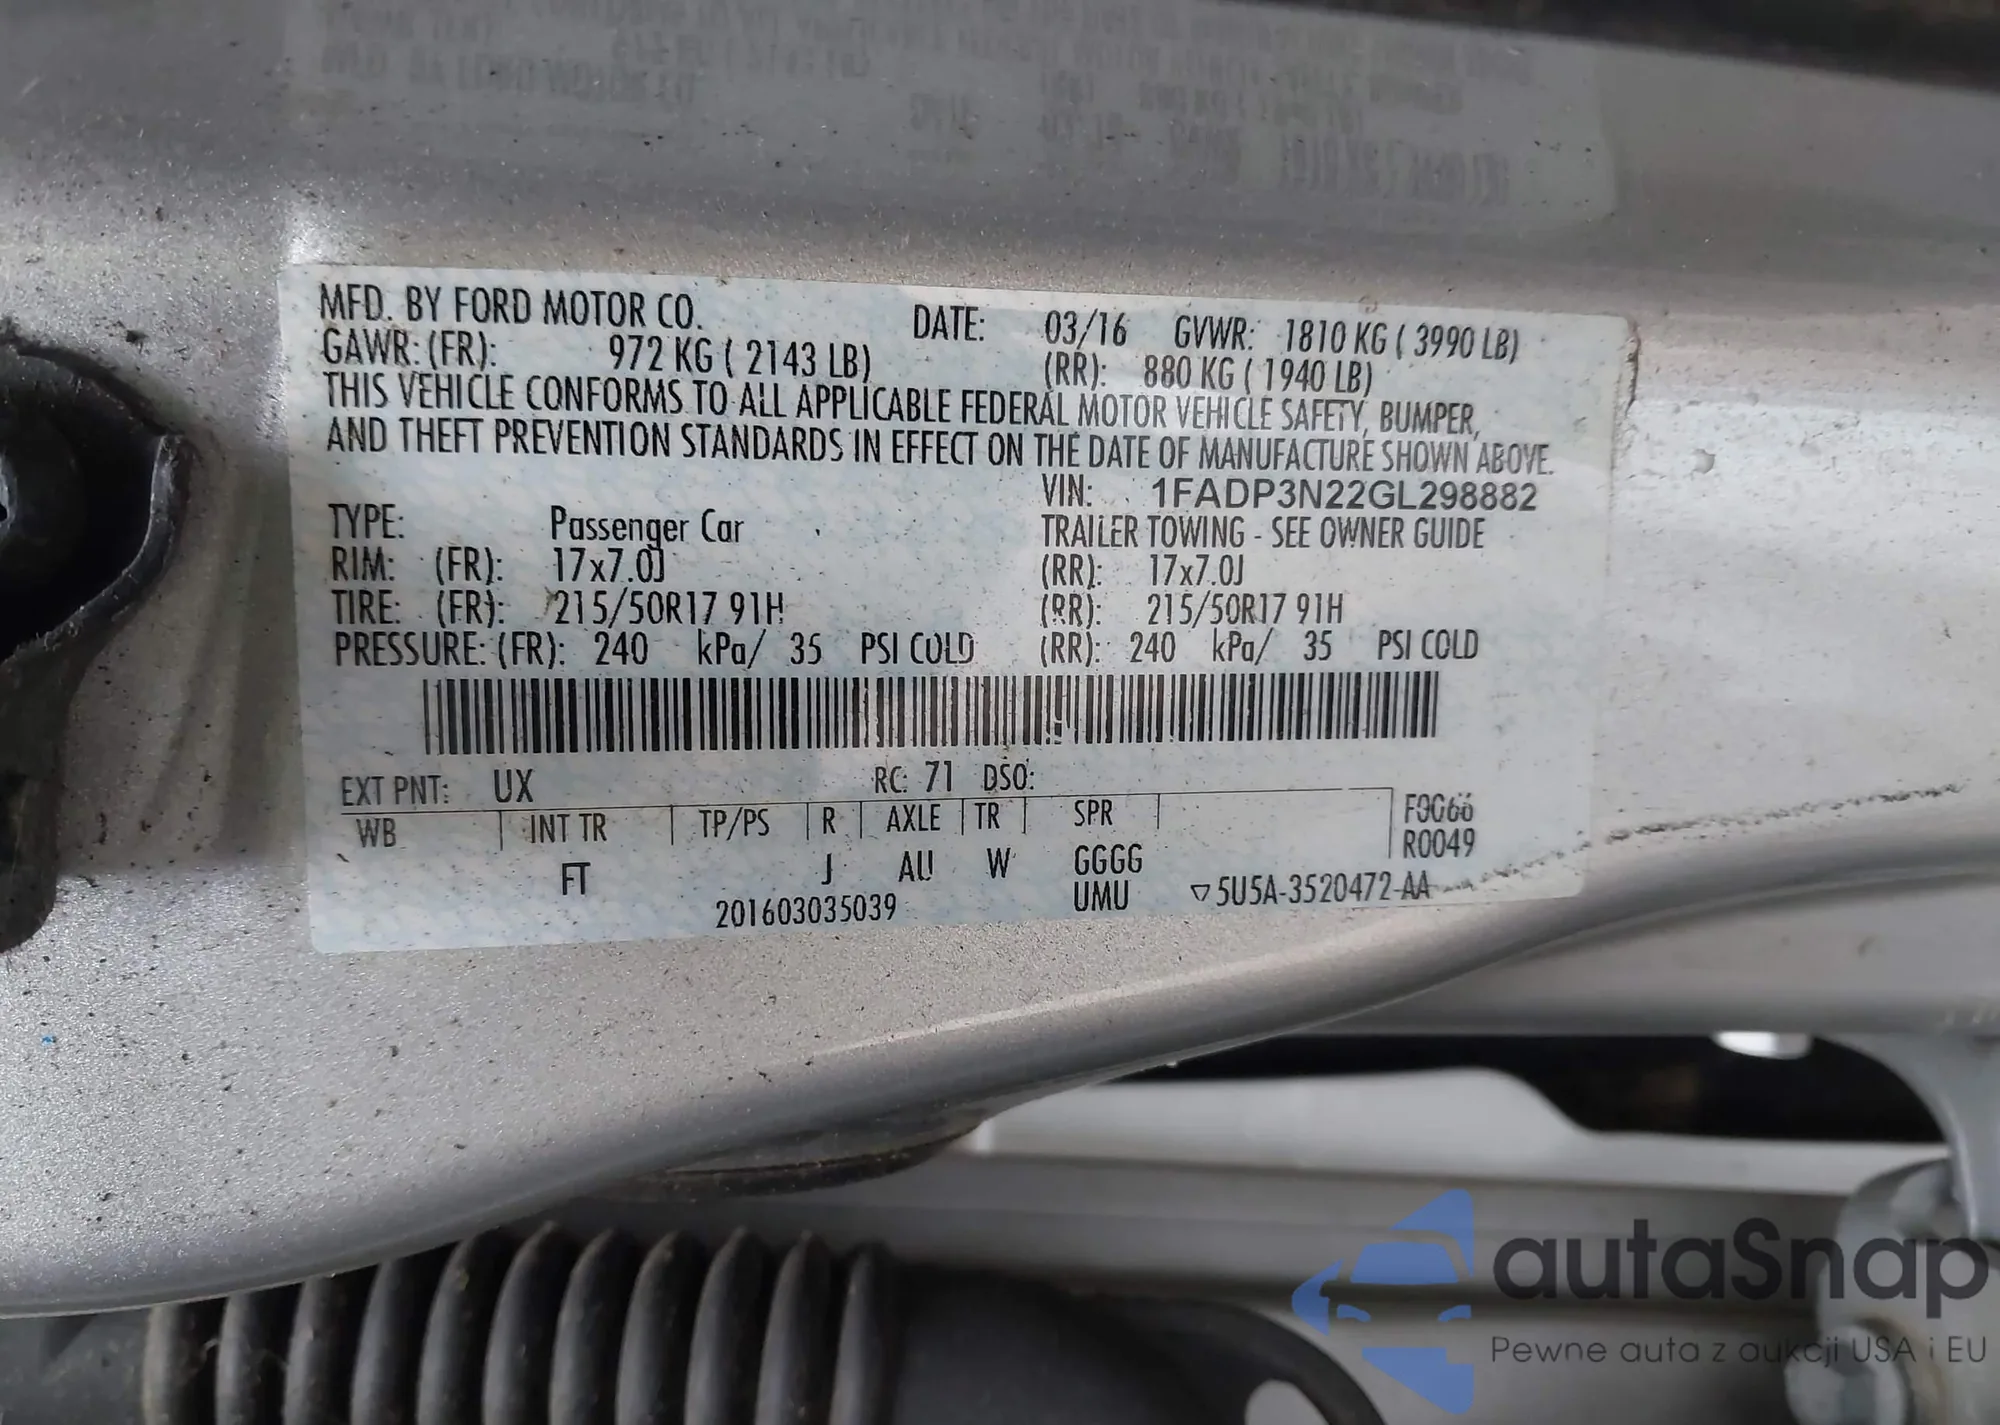 MFD. BY FORD MOTOR CO. DATE: 03/16 GVWR: 1810 KG ( 3990 LB)
GAWR: (FR): 972 KG ( 2143 LB) (RR): 880 KG ( 1940 LB)
THIS VEHICLE CONFORMS TO ALL APPLICABLE FEDERAL MOTOR VEHICLE SAFETY, BUMPER,
AND THEFT PREVENTION STANDARDS IN EFFECT ON THE DATE OF MANUFACTURE SHOWN ABOVE.
VIN: 1FADP3N22GL298882
TYPE: Passenger Car TRAILER TOWING - SEE OWNER GUIDE
RIM: (FR): 17x7.0J (RR): 17x7.0J
TIRE: (FR): 215/50R17 91H (RR): 215/50R17 91H
PRESSURE: (FR): 240 kPa/ 35 PSI COLD (RR): 240 kPa/ 35 PSI COLD
EXT PNT: UX RC: 71 DSO:
WB INT TR TP/PS R AXLE TR SPR
R0049
FT J AU W GGGG
201603035039 UMU ▽5U5A-3520472-AA
autaSnap
Pewne auta z aukcji USA i EU